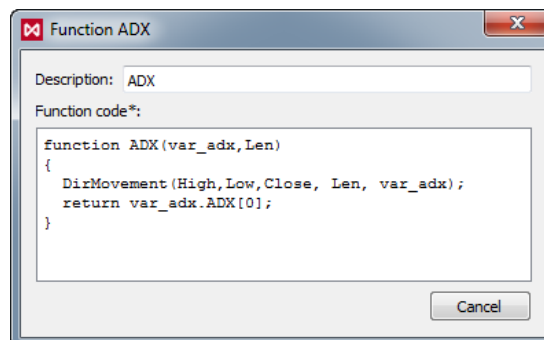 Function ADX
Description: ADX
Function code*:
function ADX(var_adx,Len)
{
  DirMovement(High,Low,Close, Len, var_adx);
  return var_adx.ADX[0];
}
Cancel